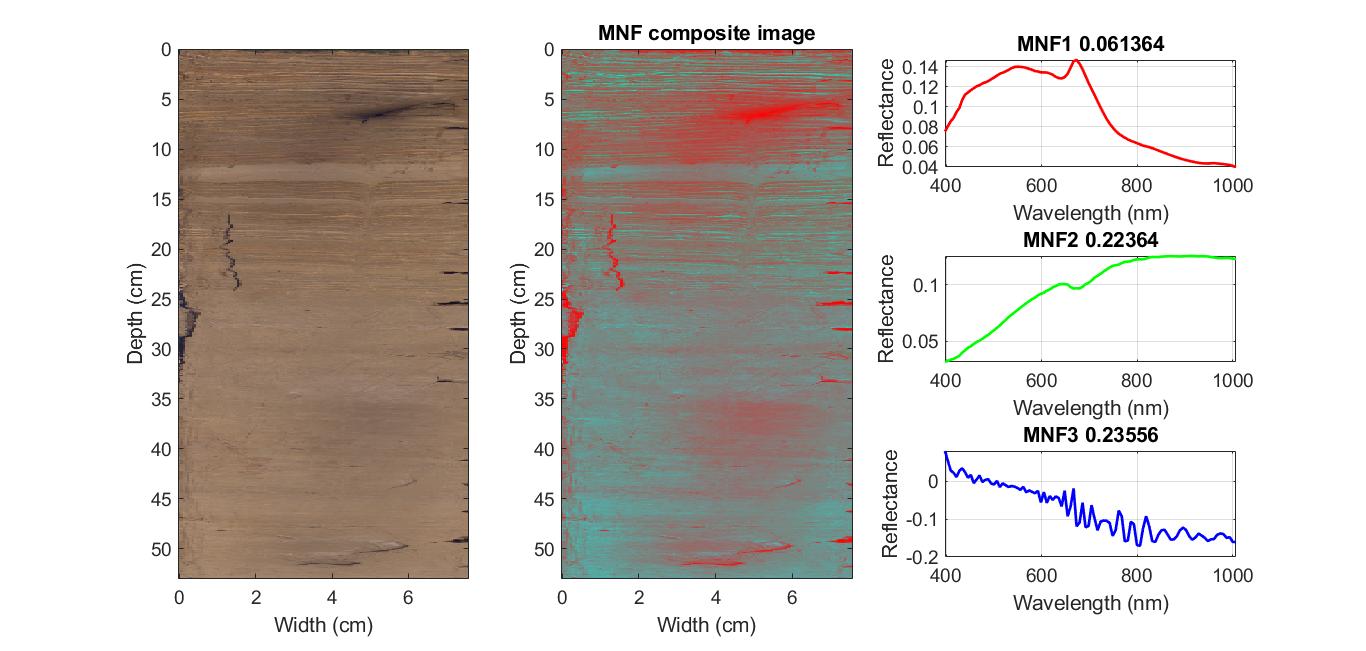 MNF composite image
0
5
10
15
20
25
30
35
40
45
50
Depth (cm)
0 2 4 6
Width (cm)
0
5
10
15
20
25
30
35
40
45
50
Depth (cm)
0 2 4 6
Width (cm)
MNF1 0.061364
0.14
0.12
0.1
0.08
0.06
0.04
Reflectance
400 600 800 1000
Wavelength (nm)
MNF2 0.22364
0.1
0.05
Reflectance
400 600 800 1000
Wavelength (nm)
MNF3 0.23556
0
-0.1
-0.2
Reflectance
400 600 800 1000
Wavelength (nm)